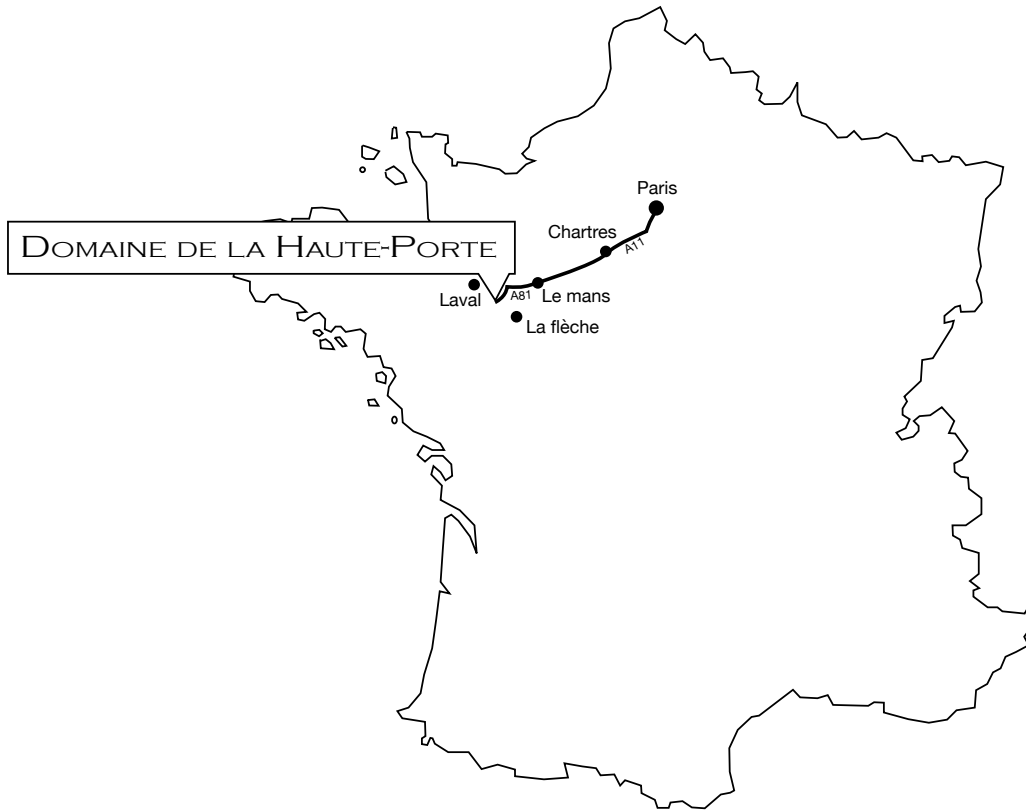 Paris
Chartres
A11
Domaine de la Haute-Porte
Laval
A81
Le mans
La flèche